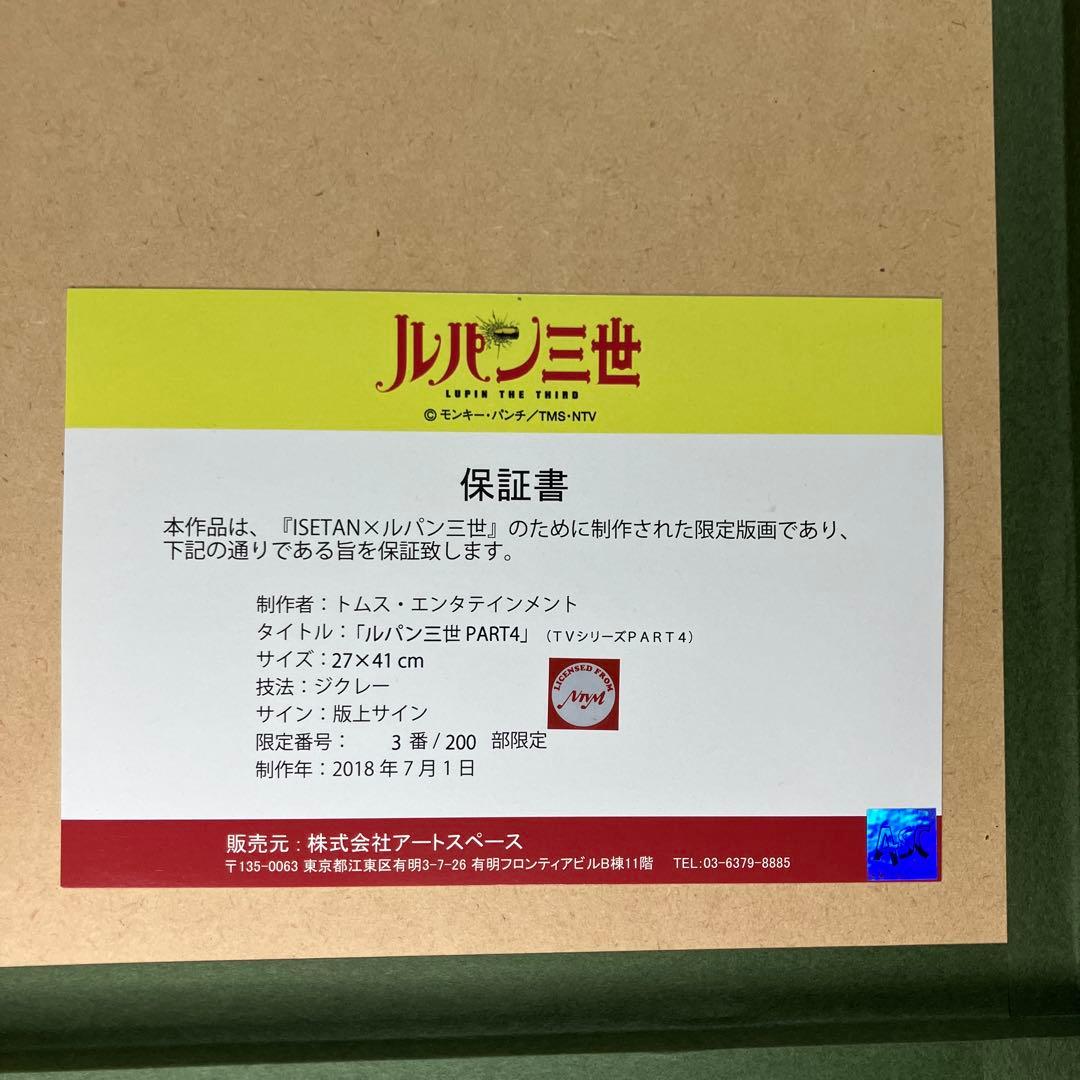 ルパン三世
LUPIN THE THIRD
©モンキー・パンチ／TMS・NTV
保証書
本作品は、『ISETAN×ルパン三世』のために制作された限定版画であり、
下記の通りである旨を保証致します。
制作者：トムス・エンタテインメント
タイトル：「ルパン三世 PART4」（TVシリーズPART4）
サイズ：27×41 cm
技法：ジクレー
サイン：版上サイン
限定番号： 3 番 / 200 部限定
制作年：2018 年 7 月 1 日
LICENSED FROM
NTVM
販売元：株式会社アートスペース
〒135-0063 東京都江東区有明3-7-26 有明フロンティアビルB棟11階 TEL:03-6379-8885